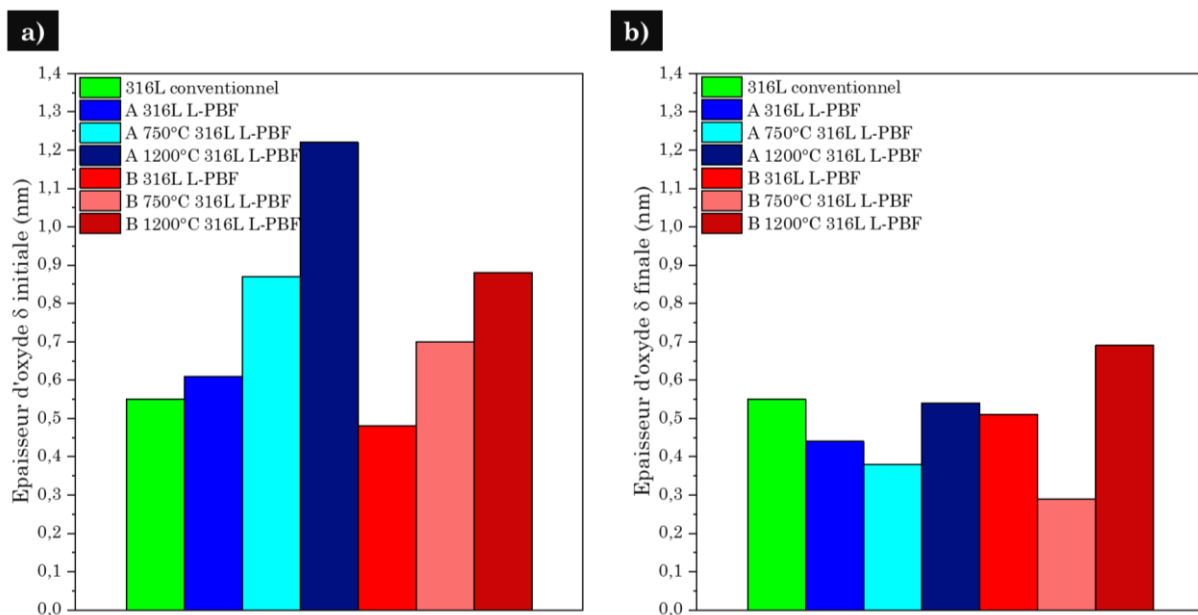 a)
Epaisseur d'oxyde δ initiale (nm)
1,4
1,3
1,2
1,1
1,0
0,9
0,8
0,7
0,6
0,5
0,4
0,3
0,2
0,1
0,0
316L conventionnel
A 316L L-PBF
A 750°C 316L L-PBF
A 1200°C 316L L-PBF
B 316L L-PBF
B 750°C 316L L-PBF
B 1200°C 316L L-PBF
b)
Epaisseur d'oxyde δ finale (nm)
1,4
1,3
1,2
1,1
1,0
0,9
0,8
0,7
0,6
0,5
0,4
0,3
0,2
0,1
0,0
316L conventionnel
A 316L L-PBF
A 750°C 316L L-PBF
A 1200°C 316L L-PBF
B 316L L-PBF
B 750°C 316L L-PBF
B 1200°C 316L L-PBF